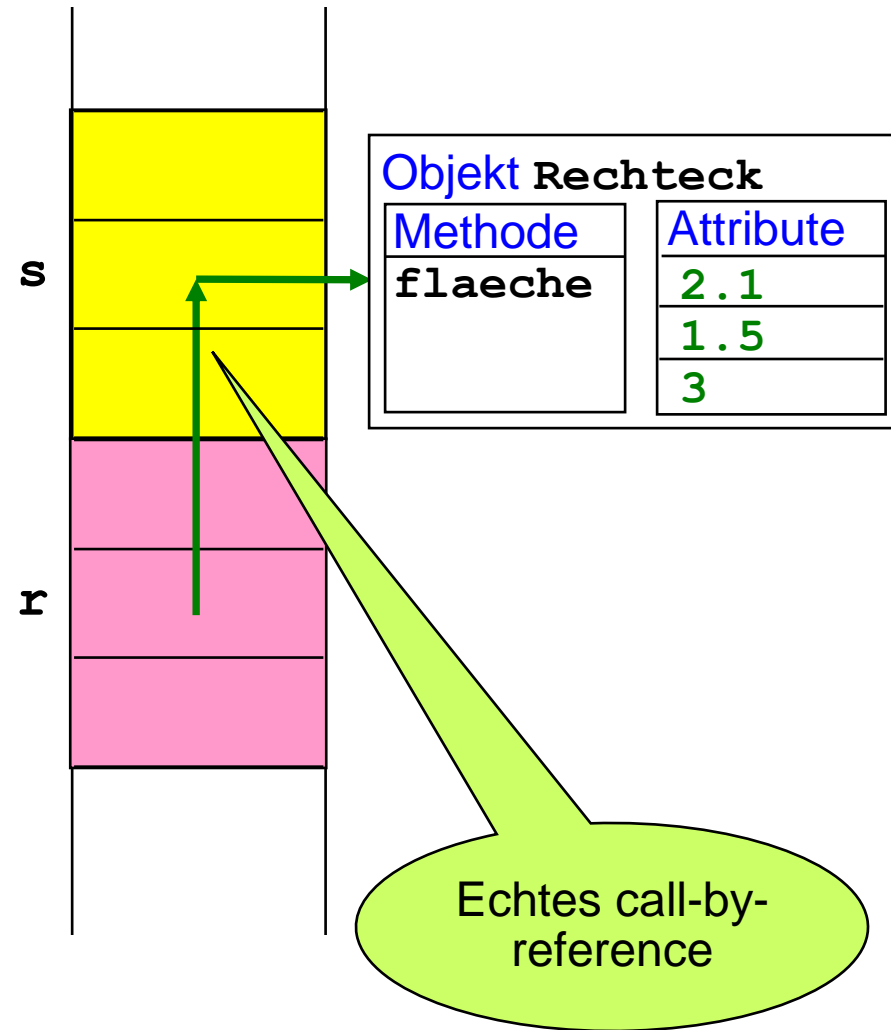 Objekt Rechteck
Methode
flaeche
Attribute
2.1
1.5
3
s
r
Echtes call-by-
reference